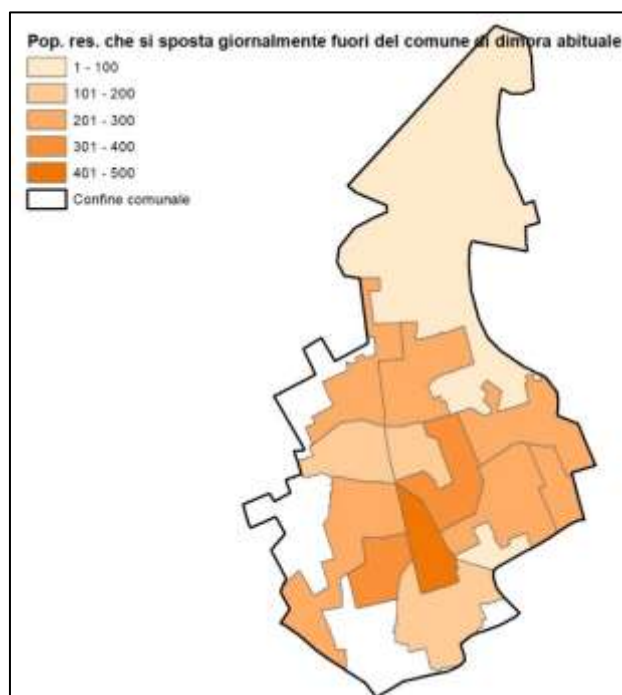 Pop. res. che si sposta giornalmente fuori del comune di dimora abituale
1 - 100
101 - 200
201 - 300
301 - 400
401 - 500
Confine comunale